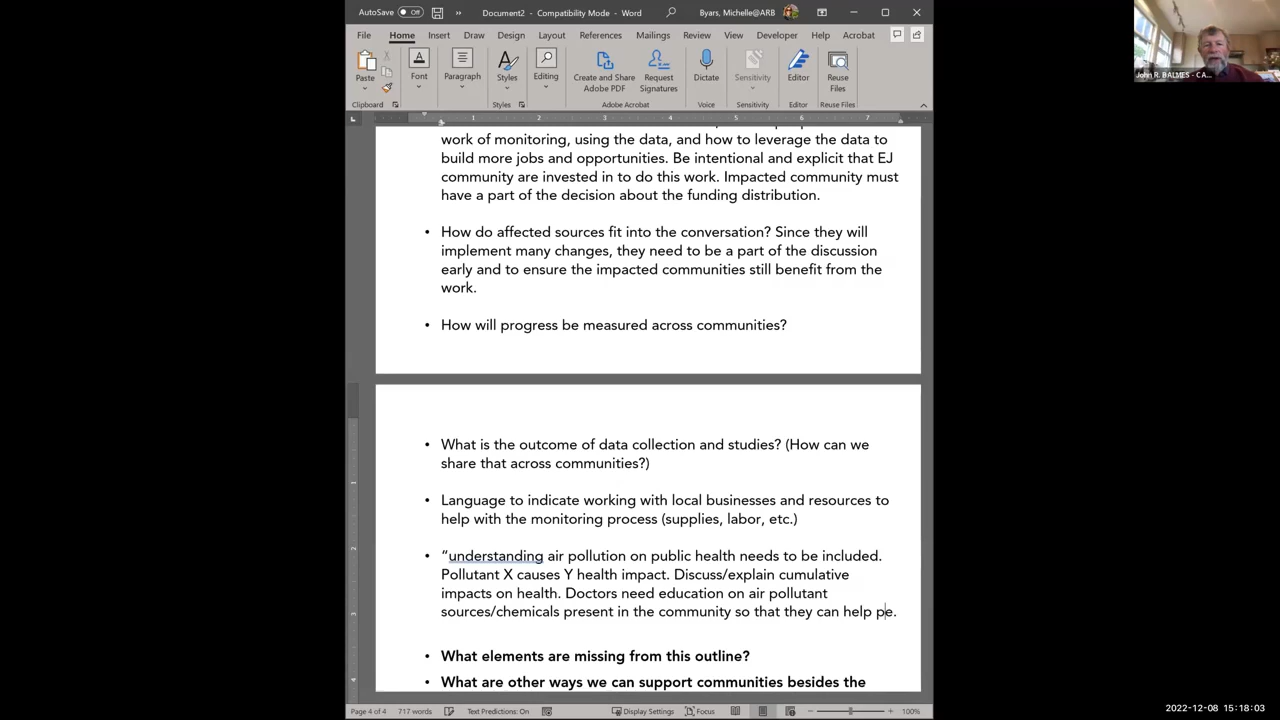 AutoSave Off Document2 - Compatibility Mode - Word Byars, Michelle@ARB
File Home Insert Draw Design Layout References Mailings Review View Developer Help Acrobat
Paste Font Paragraph Styles Editing Create and Share Adobe PDF Request Signatures Dictate Sensitivity Editor Reuse Files
Clipboard Styles Adobe Acrobat Voice Sensitivity Editor Reuse Files
1 2 3 4 5 6 7
work of monitoring, using the data, and how to leverage the data to
build more jobs and opportunities. Be intentional and explicit that EJ
community are invested in to do this work. Impacted community must
have a part of the decision about the funding distribution.
• How do affected sources fit into the conversation? Since they will
implement many changes, they need to be a part of the discussion
early and to ensure the impacted communities still benefit from the
work.
• How will progress be measured across communities?
• What is the outcome of data collection and studies? (How can we
share that across communities?)
• Language to indicate working with local businesses and resources to
help with the monitoring process (supplies, labor, etc.)
• “understanding air pollution on public health needs to be included.
Pollutant X causes Y health impact. Discuss/explain cumulative
impacts on health. Doctors need education on air pollutant
sources/chemicals present in the community so that they can help pe.
• What elements are missing from this outline?
• What are other ways we can support communities besides the
Page 4 of 4 717 words Text Predictions: On Display Settings Focus 100%
John R. BALMES - CA...
2022-12-08 15:18:03